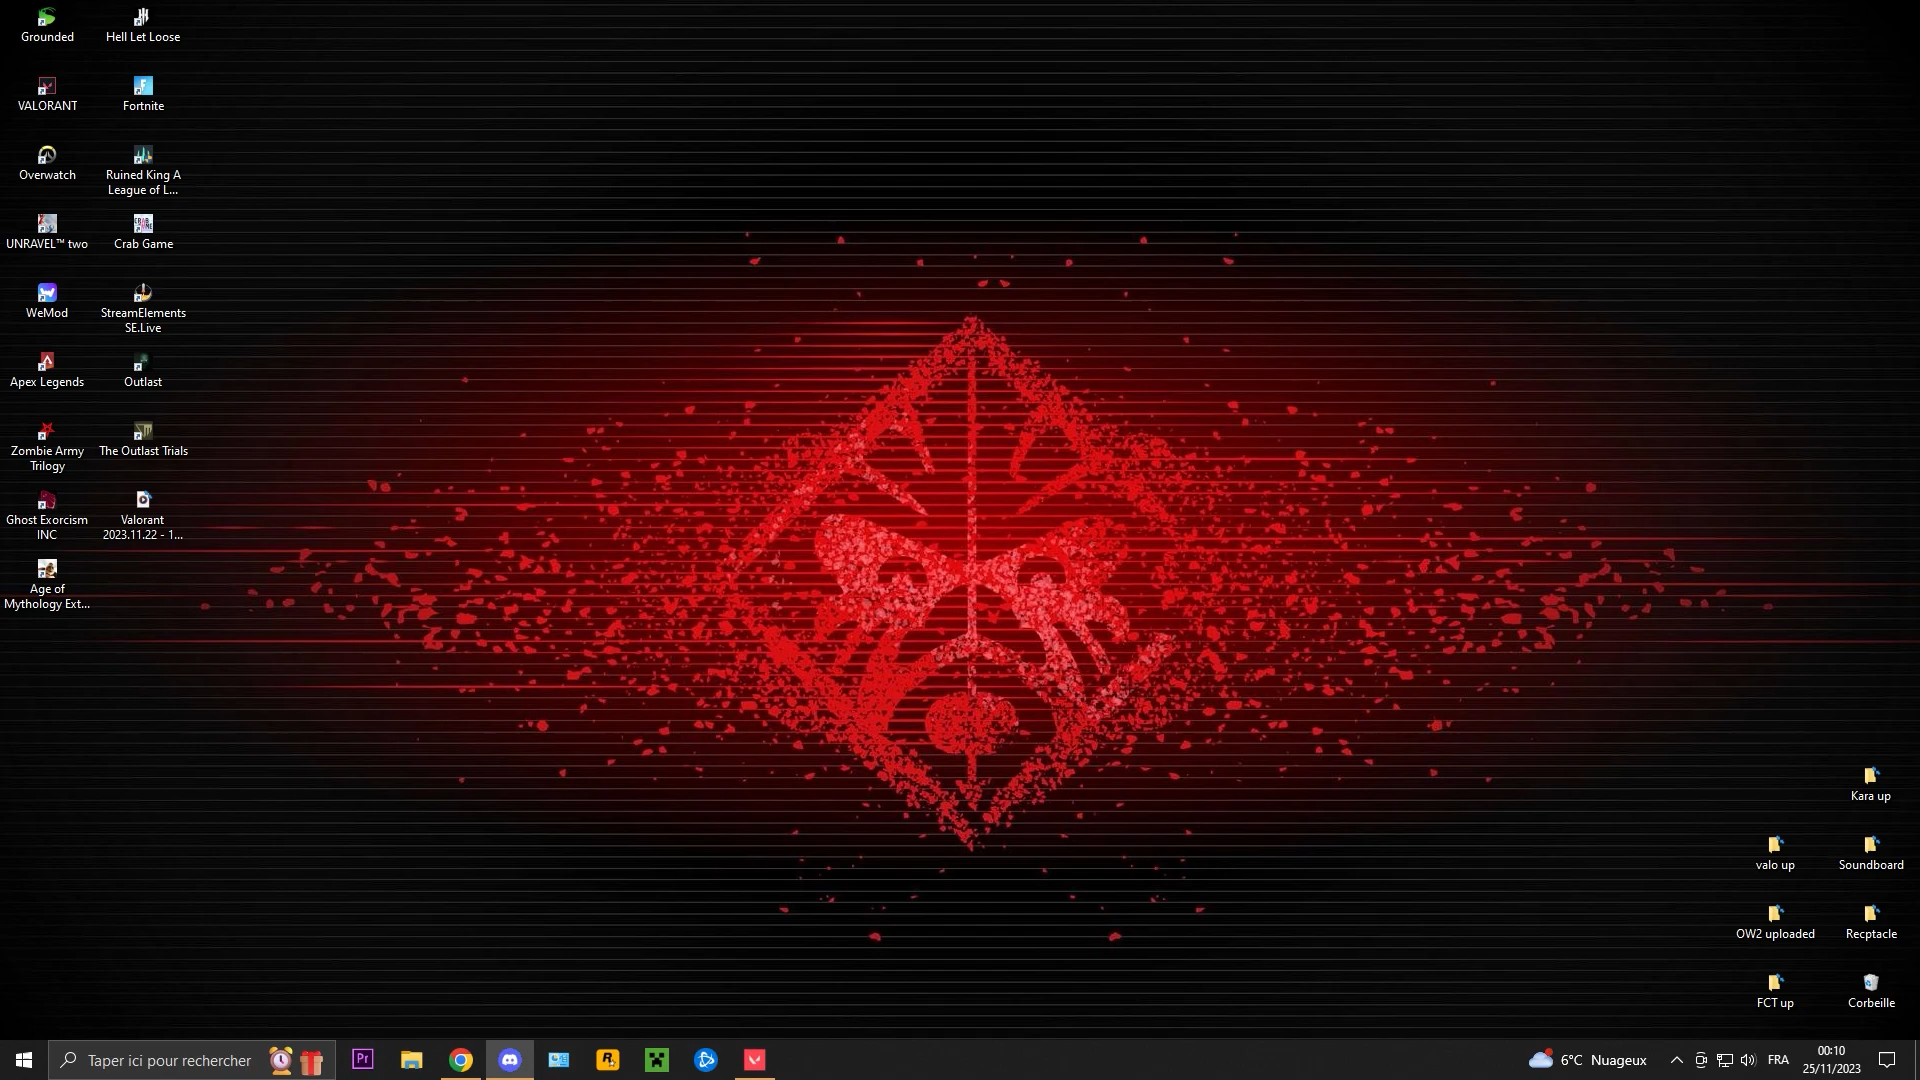 Grounded
Hell Let Loose
VALORANT
Fortnite
Overwatch
Ruined King A
League of L...
UNRAVEL™ two
Crab Game
WeMod
StreamElements
SE.Live
Apex Legends
Outlast
Zombie Army
Trilogy
The Outlast Trials
Ghost Exorcism
INC
Valorant
2023.11.22 - 1...
Age of
Mythology Ext...
Kara up
valo up
Soundboard
OW2 uploaded
Recptacle
FCT up
Corbeille
Taper ici pour rechercher
Pr
6°C Nuageux
FRA
00:10
25/11/2023